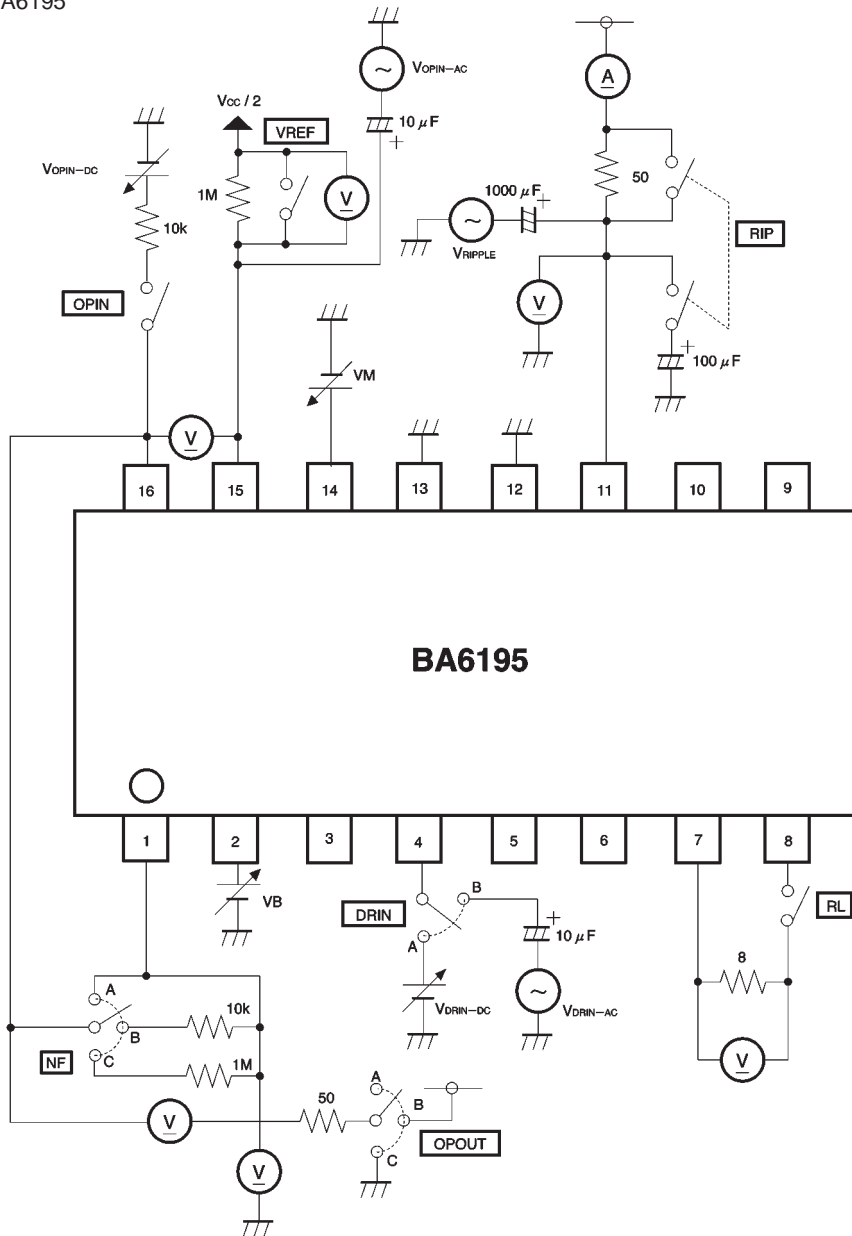 A6195
VOPIN−AC
A
VCC / 2
VREF
10 μF
+
VOPIN−DC
1M
V
10k
1000 μF
+
50
RIP
VRIPPLE
OPIN
V
+
100 μF
VM
V
16
15
14
13
12
11
10
9
BA6195
1
2
3
4
5
6
7
8
VB
DRIN
B
A
+
10 μF
RL
VDRIN−DC
VDRIN−AC
8
V
A
10k
B
NF
C
1M
V
50
A
B
OPOUT
C
V